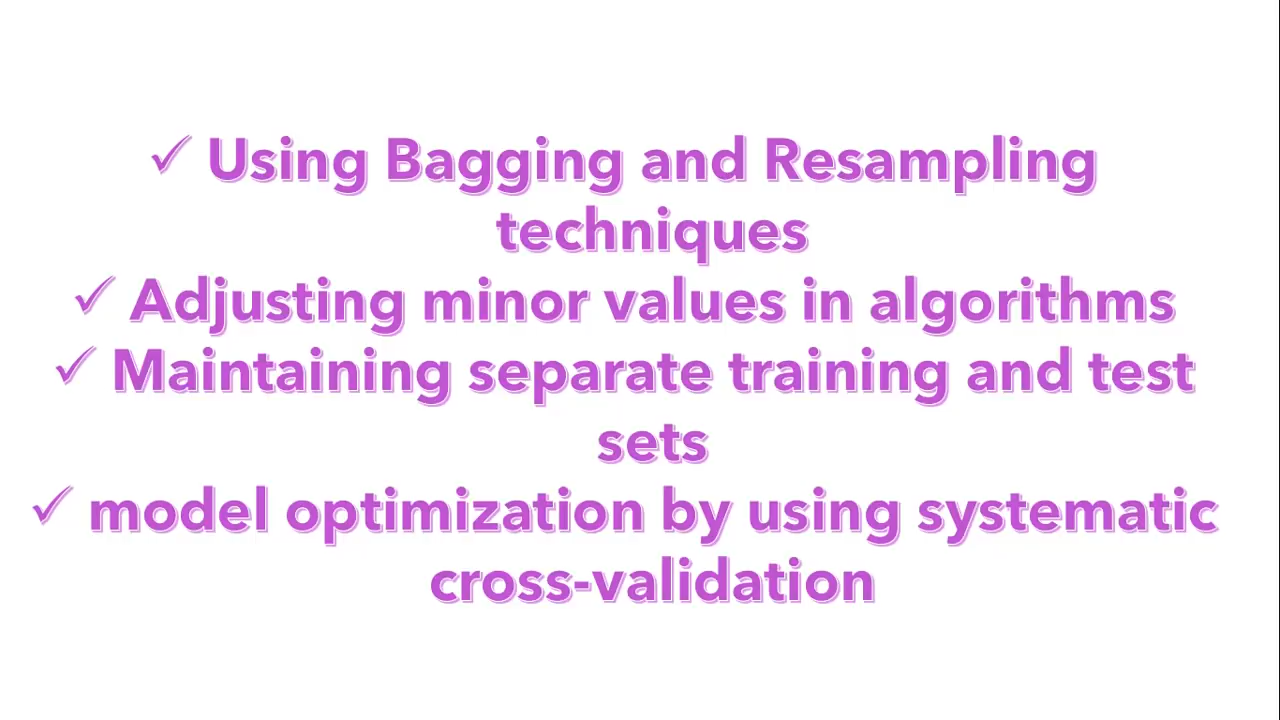 ✓ Using Bagging and Resampling
techniques
✓ Adjusting minor values in algorithms
✓ Maintaining separate training and test
sets
✓ model optimization by using systematic
cross-validation